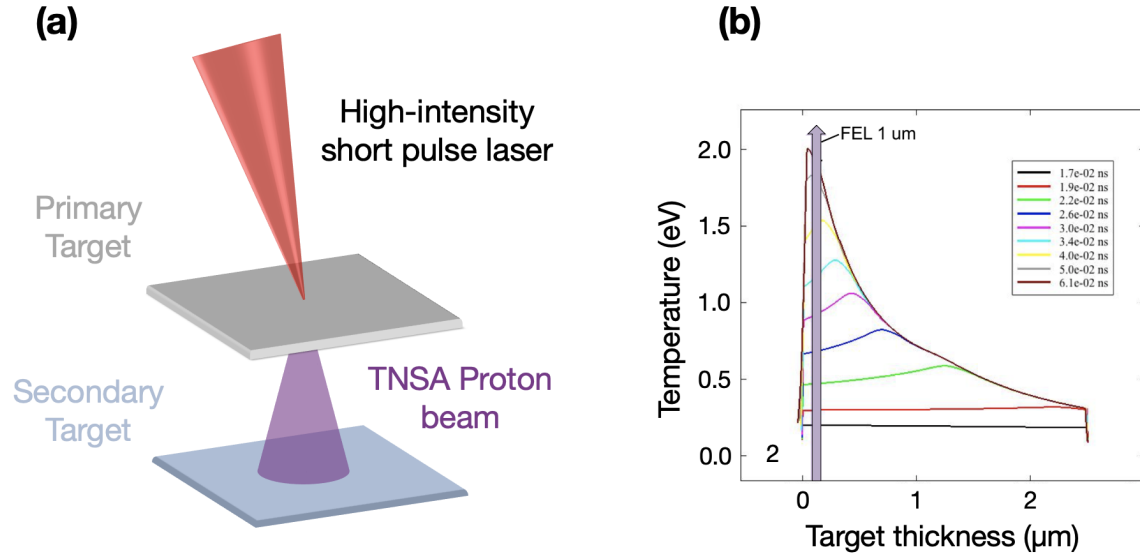 (a)
High-intensity
short pulse laser
Primary
Target
TNSA Proton
beam
Secondary
Target
(b)
FEL 1 um
1.7e-02 ns
1.9e-02 ns
2.2e-02 ns
2.6e-02 ns
3.0e-02 ns
3.4e-02 ns
4.0e-02 ns
5.0e-02 ns
6.1e-02 ns
Temperature (eV)
2.0
1.5
1.0
0.5
0.0
2
0 1 2
Target thickness (μm)